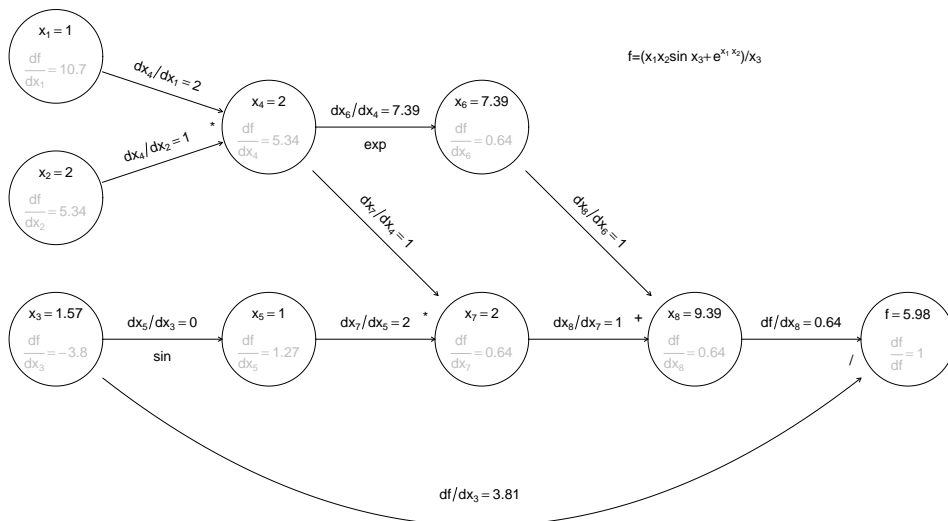 x₁=1
df
dx₁
=10.7
dx₄/dx₁=2
f=(x₁x₂sin x₃+e^{x₁ x₂})/x₃
x₄=2
df
dx₄
=5.34
*
dx₆/dx₄=7.39
exp
x₆=7.39
df
dx₆
=0.64
dx₄/dx₂=1
x₂=2
df
dx₂
=5.34
dx₇/dx₄=1
dx₈/dx₆=1
x₃=1.57
df
dx₃
=−3.8
dx₅/dx₃=0
sin
x₅=1
df
dx₅
=1.27
dx₇/dx₅=2
*
x₇=2
df
dx₇
=0.64
dx₈/dx₇=1
+
x₈=9.39
df
dx₈
=0.64
df/dx₈=0.64
/
f=5.98
df
df
=1
df/dx₃=3.81